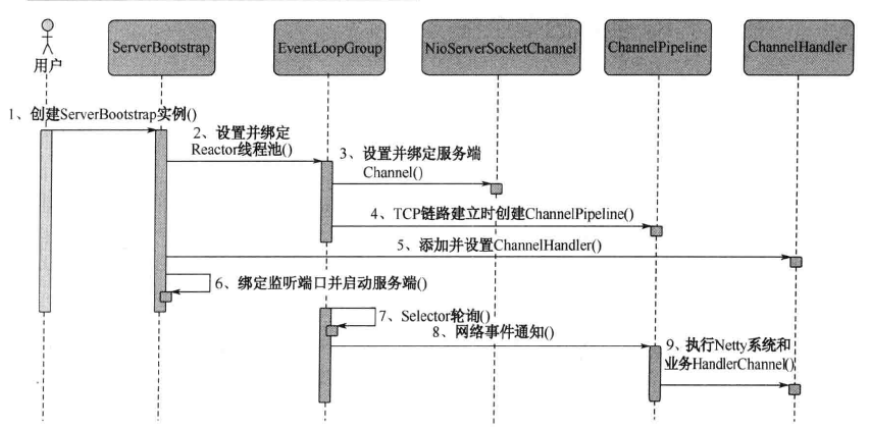 ServerBootstrap
EventLoopGroup
NioServerSocketChannel
ChannelPipeline
ChannelHandler
用户
1、创建ServerBootstrap实例()
2、设置并绑定
Reactor线程池()
3、设置并绑定服务端
Channel()
4、TCP链路建立时创建ChannelPipeline()
5、添加并设置ChannelHandler()
6、绑定监听端口并启动服务端()
7、Selector轮询()
8、网络事件通知()
9、执行Netty系统和
业务HandlerChannel()